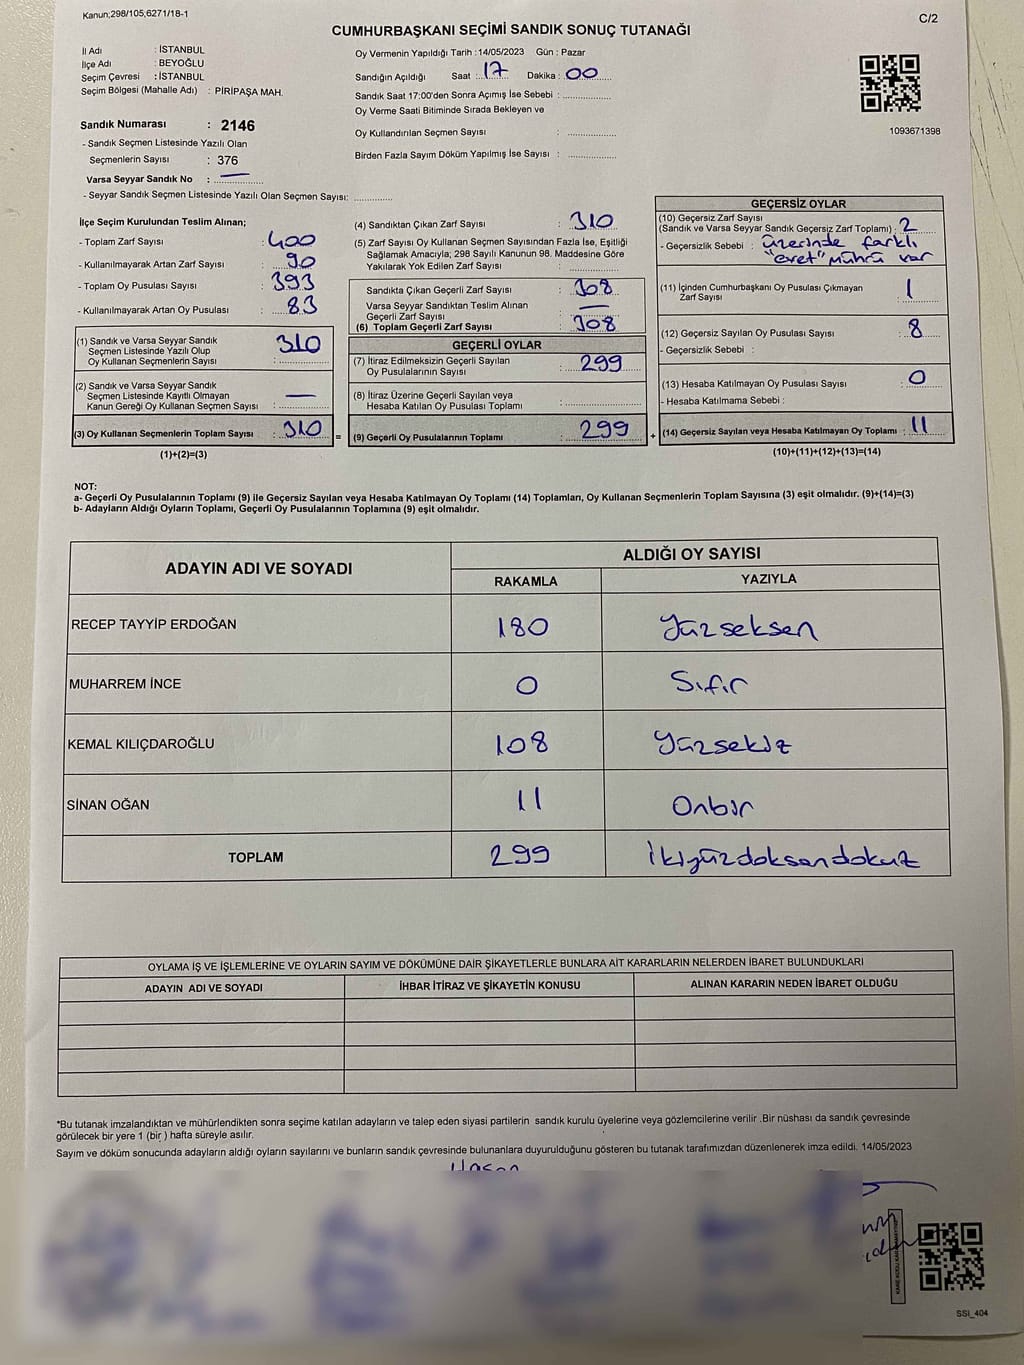 Kanun;298/105,6271/18-1
C/2
CUMHURBAŞKANI SEÇİMİ SANDIK SONUÇ TUTANAĞI
İl Adı : İSTANBUL
İlçe Adı : BEYOĞLU
Seçim Çevresi : İSTANBUL
Seçim Bölgesi (Mahalle Adı) : PİRİPAŞA MAH.
Sandık Numarası : 2146
- Sandık Seçmen Listesinde Yazılı Olan
Seçmenlerin Sayısı : 376
Varsa Seyyar Sandık No : —
- Seyyar Sandık Seçmen Listesinde Yazılı Olan Seçmen Sayısı: ..............
Oy Vermenin Yapıldığı Tarih : 14/05/2023 Gün : Pazar
Sandığın Açıldığı Saat : 17 Dakika : 00
Sandık Saat 17:00'den Sonra Açımış İse Sebebi : ..................
Oy Verme Saati Bitiminde Sırada Bekleyen ve
Oy Kullandırılan Seçmen Sayısı : ..................
Birden Fazla Sayım Döküm Yapılmış İse Sayısı : ..................
1093671398
İlçe Seçim Kurulundan Teslim Alınan;
- Toplam Zarf Sayısı : 400
- Kullanılmayarak Artan Zarf Sayısı : 90
- Toplam Oy Pusulası Sayısı : 393
- Kullanılmayarak Artan Oy Pusulası : 83
(1) Sandık ve Varsa Seyyar Sandık
Seçmen Listesinde Yazılı Olup
Oy Kullanan Seçmenlerin Sayısı : 310
(2) Sandık ve Varsa Seyyar Sandık
Seçmen Listesinde Kayıtlı Olmayan
Kanun Gereği Oy Kullanan Seçmen Sayısı : —
(3) Oy Kullanan Seçmenlerin Toplam Sayısı : 310
(1)+(2)=(3)
(4) Sandıktan Çıkan Zarf Sayısı : 310
(5) Zarf Sayısı Oy Kullanan Seçmen Sayısından Fazla İse, Eşitliği
Sağlamak Amacıyla; 298 Sayılı Kanunun 98. Maddesine Göre
Yakılarak Yok Edilen Zarf Sayısı : ..................
Sandıkta Çıkan Geçerli Zarf Sayısı : 308
Varsa Seyyar Sandıktan Teslim Alınan
Geçerli Zarf Sayısı : —
(6) Toplam Geçerli Zarf Sayısı : 308
GEÇERLİ OYLAR
(7) İtiraz Edilmeksizin Geçerli Sayılan
Oy Pusulalarının Sayısı : 299
(8) İtiraz Üzerine Geçerli Sayılan veya
Hesaba Katılan Oy Pusulası Toplamı : ..................
= (9) Geçerli Oy Pusulalarının Toplamı : 299 +
GEÇERSİZ OYLAR
(10) Geçersiz Zarf Sayısı
(Sandık ve Varsa Seyyar Sandık Geçersiz Zarf Toplamı) : 2
- Geçersizlik Sebebi : üzerinde farklı
"evet" mührü var
(11) İçinden Cumhurbaşkanı Oy Pusulası Çıkmayan
Zarf Sayısı : 1
(12) Geçersiz Sayılan Oy Pusulası Sayısı : 8
- Geçersizlik Sebebi :
(13) Hesaba Katılmayan Oy Pusulası Sayısı : 0
- Hesaba Katılmama Sebebi :
(14) Geçersiz Sayılan veya Hesaba Katılmayan Oy Toplamı : 11
(10)+(11)+(12)+(13)=(14)
NOT:
a- Geçerli Oy Pusulalarının Toplamı (9) ile Geçersiz Sayılan veya Hesaba Katılmayan Oy Toplamı (14) Toplamları, Oy Kullanan Seçmenlerin Toplam Sayısına (3) eşit olmalıdır. (9)+(14)=(3)
b- Adayların Aldığı Oyların Toplamı, Geçerli Oy Pusulalarının Toplamına (9) eşit olmalıdır.
ADAYIN ADI VE SOYADI
ALDIĞI OY SAYISI
RAKAMLA YAZIYLA
RECEP TAYYİP ERDOĞAN 180 Yüzseksen
MUHARREM İNCE 0 Sıfır
KEMAL KILIÇDAROĞLU 108 Yüzsekiz
SİNAN OĞAN 11 Onbir
TOPLAM 299 İkiyüzdoksandokuz
OYLAMA İŞ VE İŞLEMLERİNE VE OYLARIN SAYIM VE DÖKÜMÜNE DAİR ŞİKAYETLERLE BUNLARA AİT KARARLARIN NELERDEN İBARET BULUNDUKLARI
ADAYIN ADI VE SOYADI İHBAR İTİRAZ VE ŞİKAYETİN KONUSU ALINAN KARARIN NEDEN İBARET OLDUĞU
*Bu tutanak imzalandıktan ve mühürlendikten sonra seçime katılan adayların ve talep eden siyasi partilerin sandık kurulu üyelerine veya gözlemcilerine verilir .Bir nüshası da sandık çevresinde
görülecek bir yere 1 (bir ) hafta süreyle asılır.
Sayım ve döküm sonucunda adayların aldığı oyların sayılarını ve bunların sandık çevresinde bulunanlara duyurulduğunu gösteren bu tutanak tarafımızdan düzenlenerek imza edildi. 14/05/2023
Hasan
SSI_404